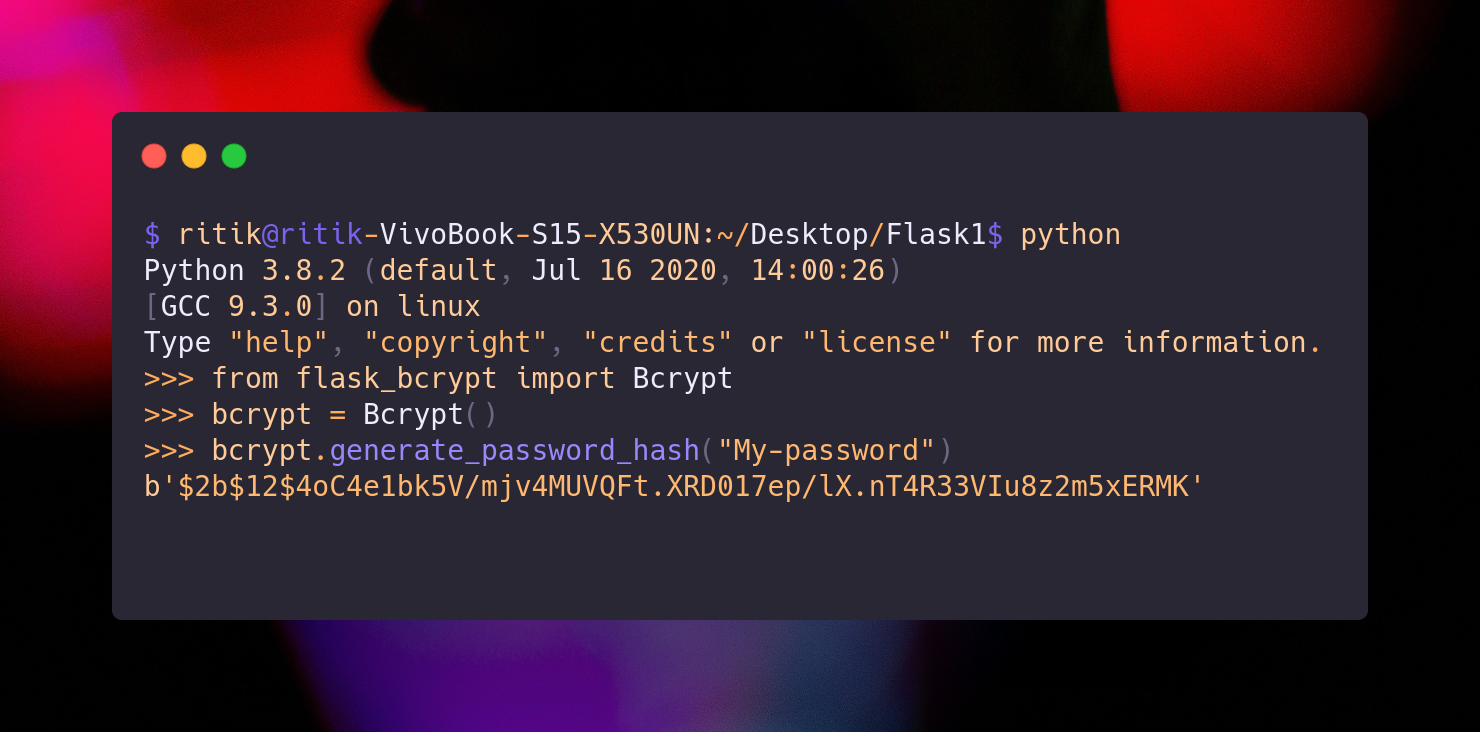 $ ritik@ritik-VivoBook-S15-X530UN:~/Desktop/Flask1$ python
Python 3.8.2 (default, Jul 16 2020, 14:00:26)
[GCC 9.3.0] on linux
Type "help", "copyright", "credits" or "license" for more information.
>>> from flask_bcrypt import Bcrypt
>>> bcrypt = Bcrypt()
>>> bcrypt.generate_password_hash("My-password")
b'$2b$12$4oC4e1bk5V/mjv4MUVQFt.XRD017ep/lX.nT4R33VIu8z2m5xERMK'